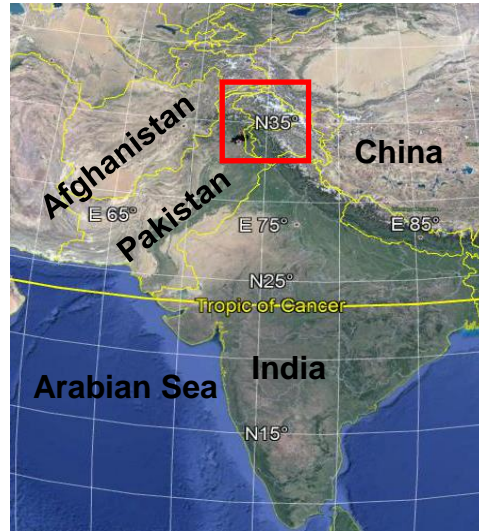 N35°
China
Afghanistan
Pakistan
E 65°
E 75°
E 85°
N25°
Tropic of Cancer
India
Arabian Sea
N15°